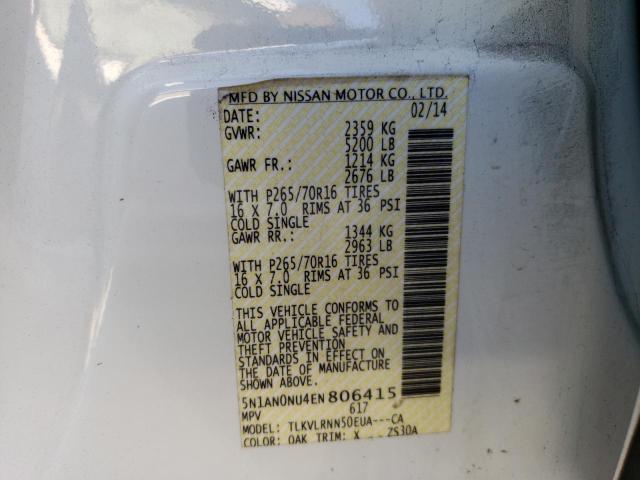 MFD BY NISSAN MOTOR CO., LTD.
DATE: 02/14
GVWR: 2359 KG
5200 LB
GAWR FR.: 1214 KG
2676 LB
WITH P265/70R16 TIRES
16 X 7.0 RIMS AT 36 PSI
COLD SINGLE
GAWR RR.: 1344 KG
2963 LB
WITH P265/70R16 TIRES
16 X 7.0 RIMS AT 36 PSI
COLD SINGLE
THIS VEHICLE CONFORMS TO
ALL APPLICABLE FEDERAL
MOTOR VEHICLE SAFETY AND
THEFT PREVENTION
STANDARDS IN EFFECT ON
THE DATE OF MANUFACTURE
SHOWN ABOVE.
5N1AN0NU4EN806415
MPV 617
MODEL: TLKVLRNN50EUA---CA
COLOR: QAK TRIM: X ZS30A